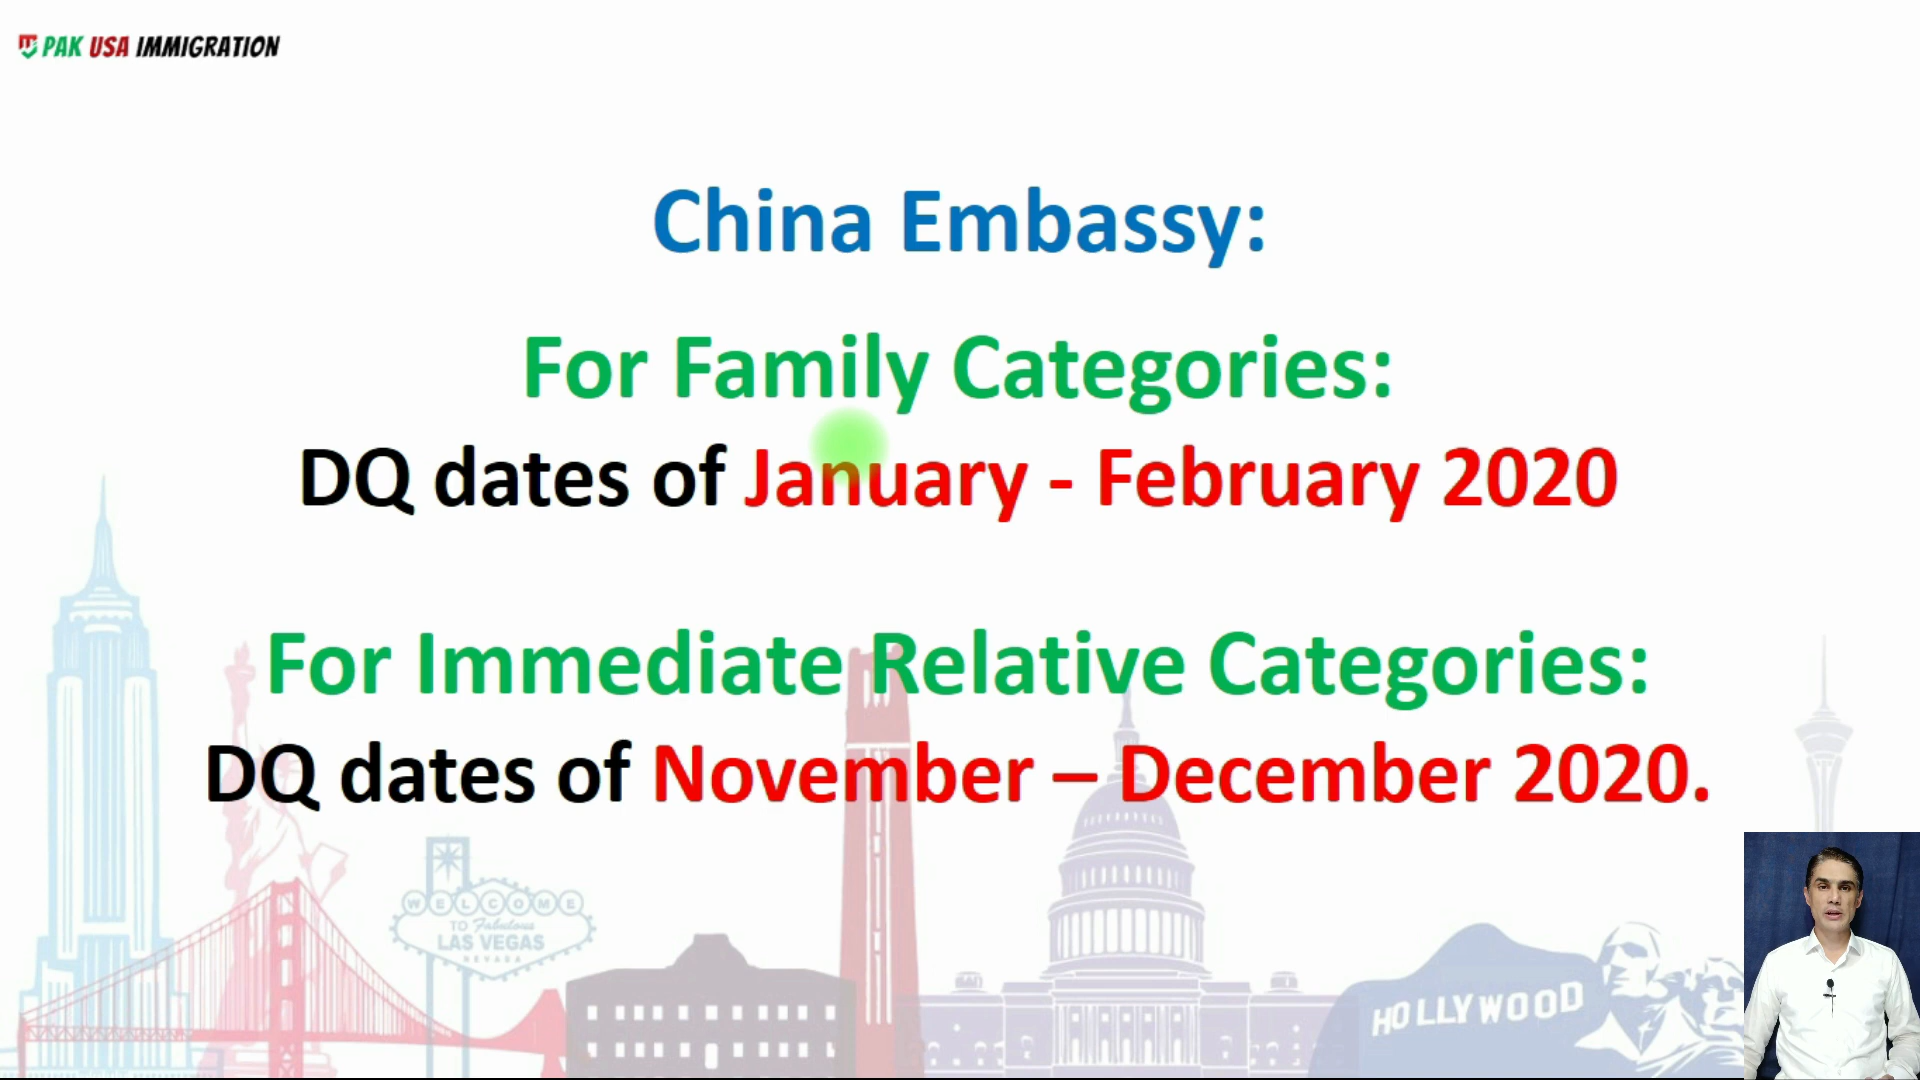 PAK USA IMMIGRATION
China Embassy:
For Family Categories:
DQ dates of January - February 2020
For Immediate Relative Categories:
DQ dates of November – December 2020.
WELCOME
TO Fabulous
LAS VEGAS
NEVADA
HOLLYWOOD